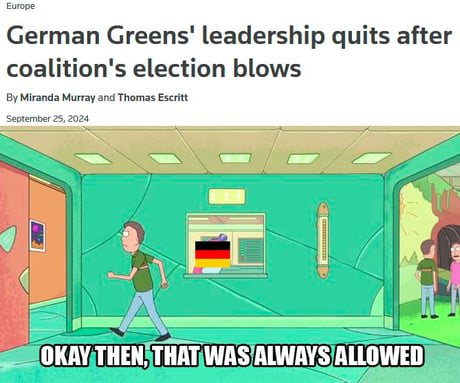 Europe
German Greens' leadership quits after
coalition's election blows
By Miranda Murray and Thomas Escritt
September 25, 2024
OKAY THEN, THAT WAS ALWAYS ALLOWED